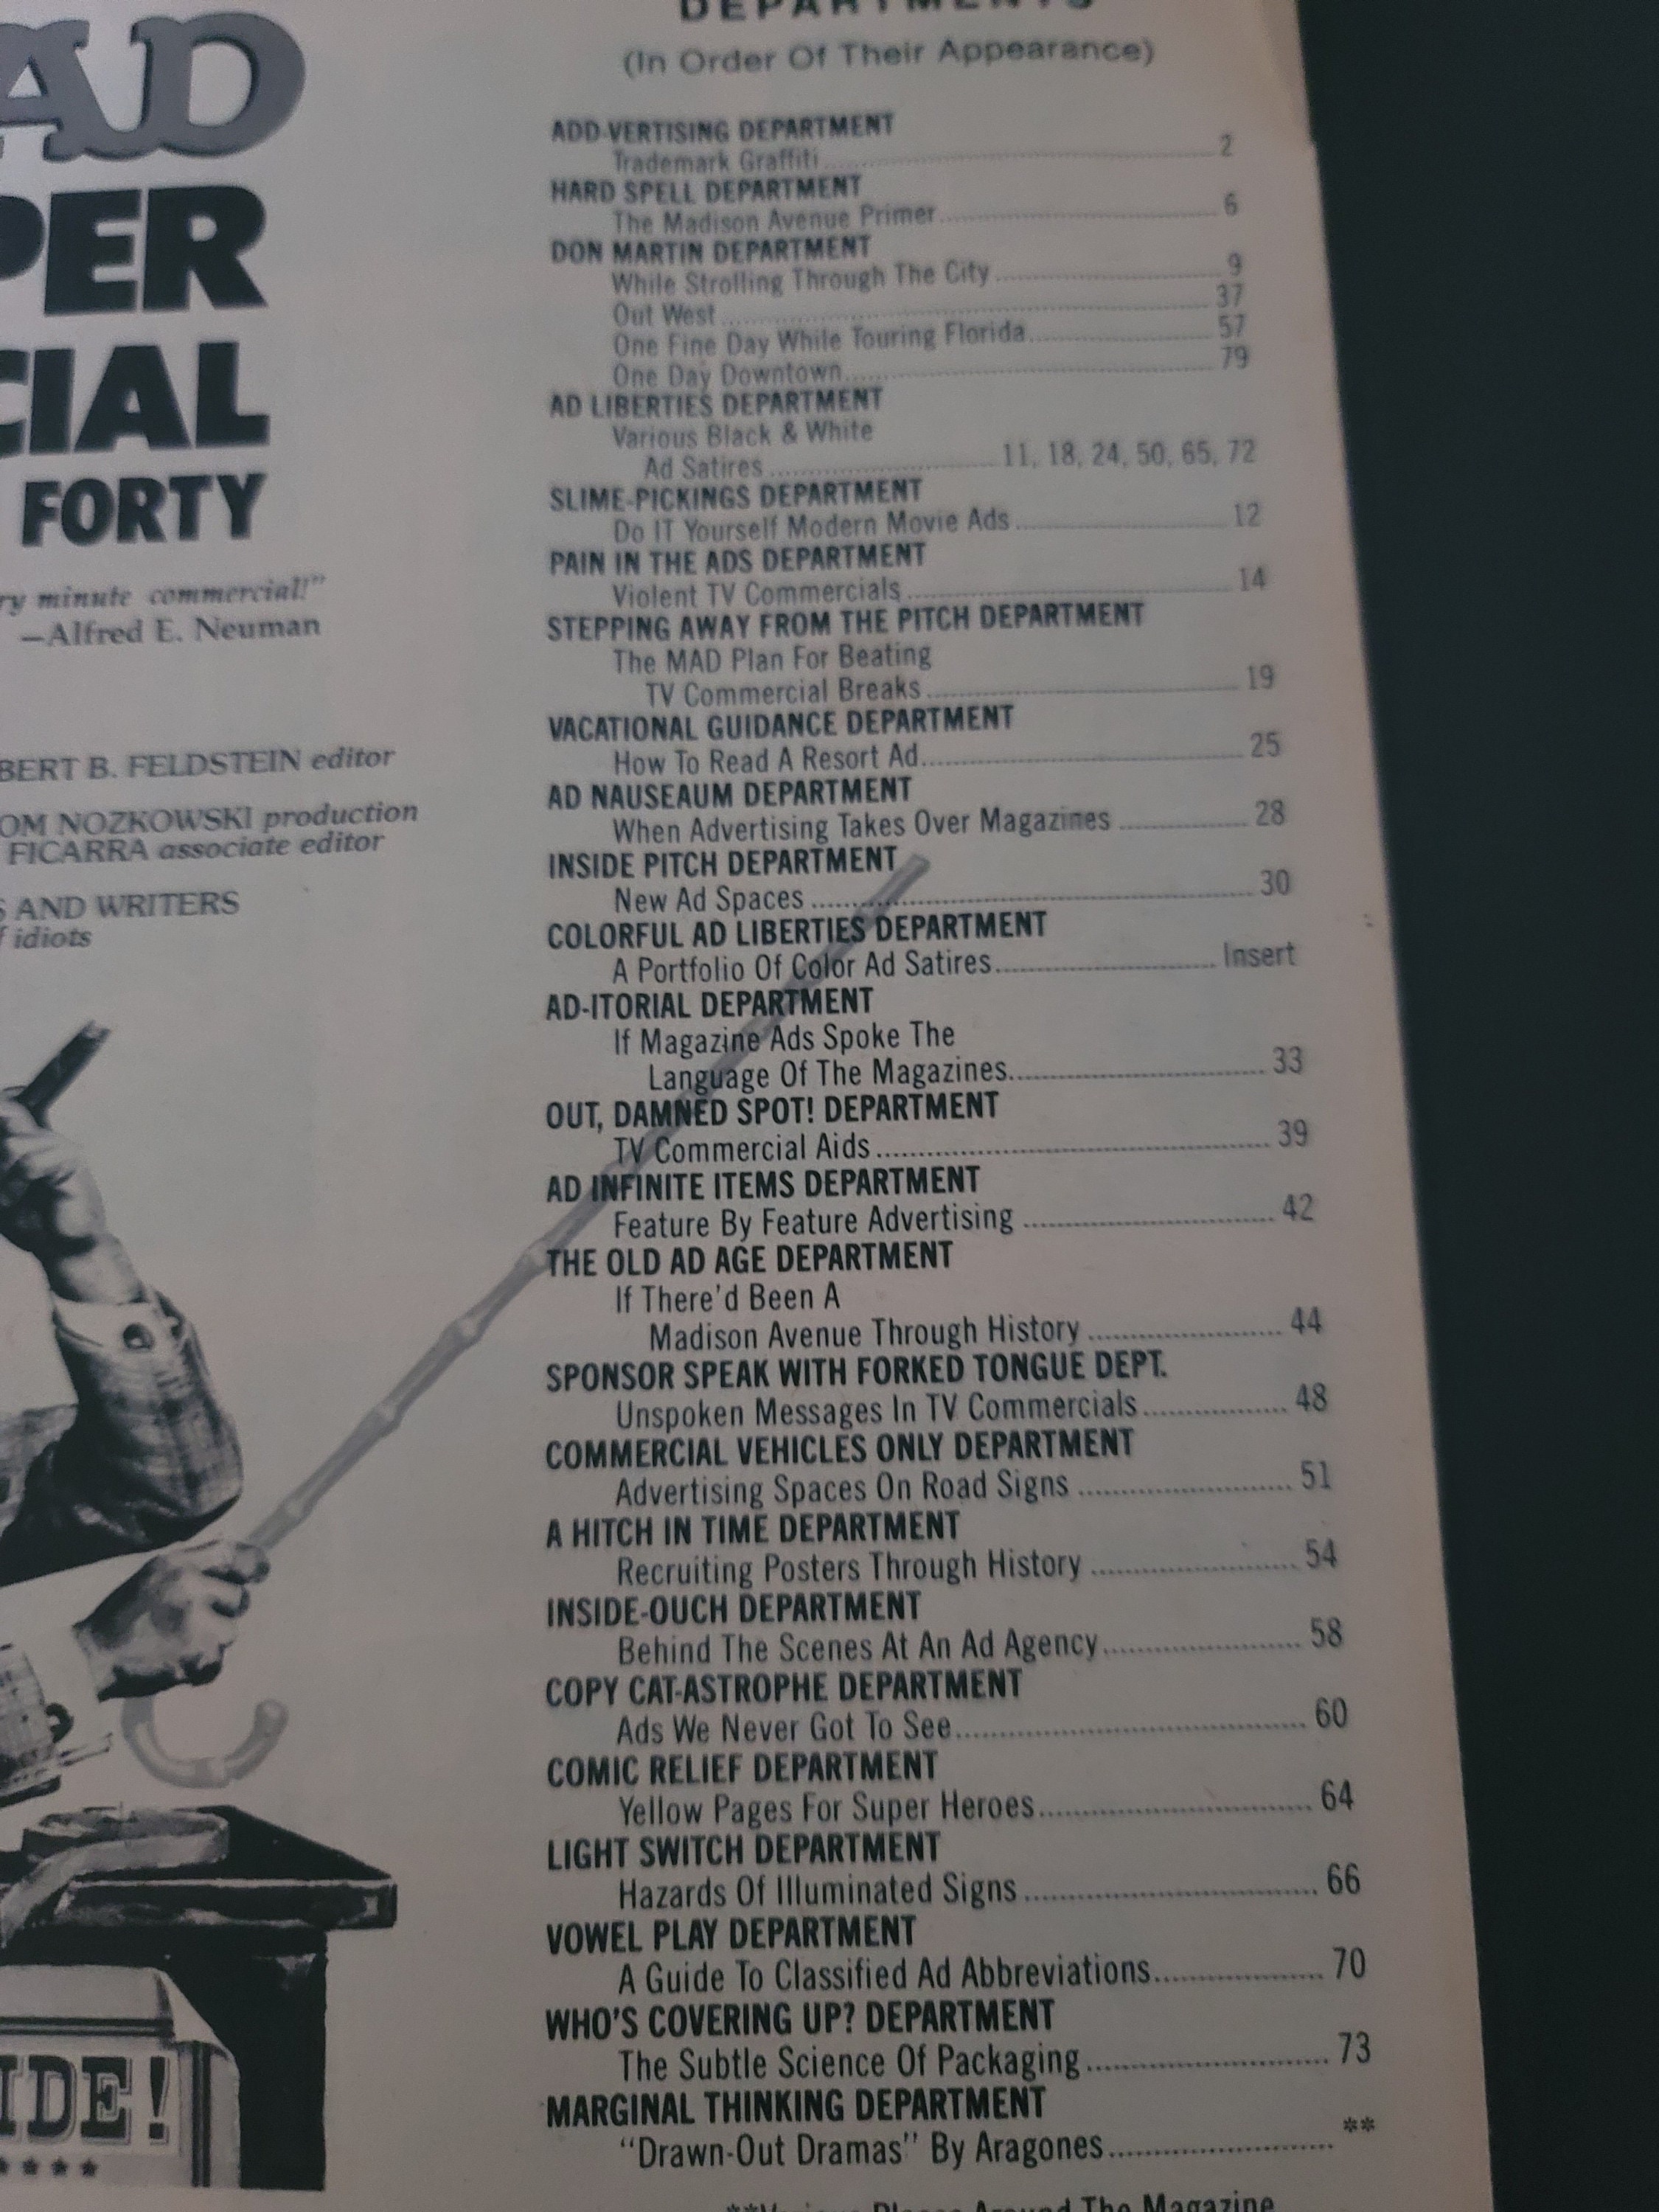 AD
PER
CIAL
FORTY
ry minute commercial!"
—Alfred E. Neuman
BERT B. FELDSTEIN editor
OM NOZKOWSKI production
FICARRA associate editor
S AND WRITERS
f idiots
IDE!
DEPARTMENTS
(In Order Of Their Appearance)
ADD-VERTISING DEPARTMENT
Trademark Graffiti 2
HARD SPELL DEPARTMENT
The Madison Avenue Primer 6
DON MARTIN DEPARTMENT
While Strolling Through The City 9
Out West 37
One Fine Day While Touring Florida 57
One Day Downtown 79
AD LIBERTIES DEPARTMENT
Various Black & White
Ad Satires 11, 18, 24, 50, 65, 72
SLIME-PICKINGS DEPARTMENT
Do IT Yourself Modern Movie Ads 12
PAIN IN THE ADS DEPARTMENT
Violent TV Commercials 14
STEPPING AWAY FROM THE PITCH DEPARTMENT
The MAD Plan For Beating
TV Commercial Breaks 19
VACATIONAL GUIDANCE DEPARTMENT
How To Read A Resort Ad 25
AD NAUSEAUM DEPARTMENT
When Advertising Takes Over Magazines 28
INSIDE PITCH DEPARTMENT
New Ad Spaces 30
COLORFUL AD LIBERTIES DEPARTMENT
A Portfolio Of Color Ad Satires Insert
AD-ITORIAL DEPARTMENT
If Magazine Ads Spoke The
Language Of The Magazines 33
OUT, DAMNED SPOT! DEPARTMENT
TV Commercial Aids 39
AD INFINITE ITEMS DEPARTMENT
Feature By Feature Advertising 42
THE OLD AD AGE DEPARTMENT
If There'd Been A
Madison Avenue Through History 44
SPONSOR SPEAK WITH FORKED TONGUE DEPT.
Unspoken Messages In TV Commercials 48
COMMERCIAL VEHICLES ONLY DEPARTMENT
Advertising Spaces On Road Signs 51
A HITCH IN TIME DEPARTMENT
Recruiting Posters Through History 54
INSIDE-OUCH DEPARTMENT
Behind The Scenes At An Ad Agency 58
COPY CAT-ASTROPHE DEPARTMENT
Ads We Never Got To See 60
COMIC RELIEF DEPARTMENT
Yellow Pages For Super Heroes 64
LIGHT SWITCH DEPARTMENT
Hazards Of Illuminated Signs 66
VOWEL PLAY DEPARTMENT
A Guide To Classified Ad Abbreviations 70
WHO'S COVERING UP? DEPARTMENT
The Subtle Science Of Packaging 73
MARGINAL THINKING DEPARTMENT
"Drawn-Out Dramas" By Aragones **
**Various Places Around The Magazine